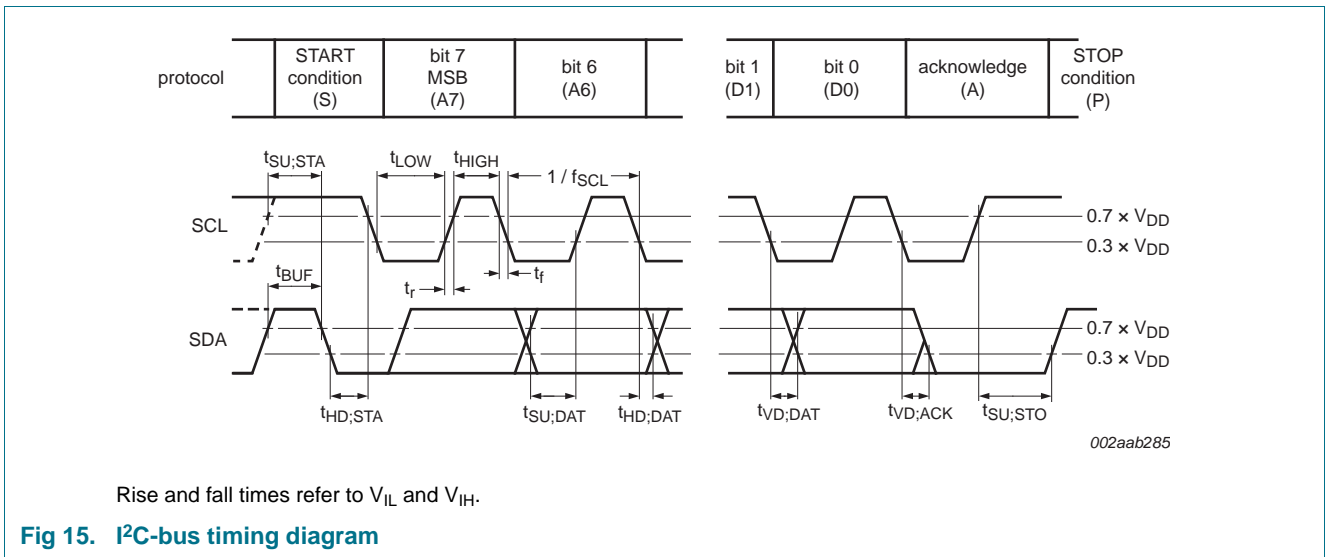 protocol
START
condition
(S)
bit 7
MSB
(A7)
bit 6
(A6)
bit 1
(D1)
bit 0
(D0)
acknowledge
(A)
STOP
condition
(P)
tSU;STA
tLOW
tHIGH
1 / fSCL
SCL
0.7 × VDD
0.3 × VDD
tBUF
tr
tf
SDA
0.7 × VDD
0.3 × VDD
tHD;STA
tSU;DAT
tHD;DAT
tVD;DAT
tVD;ACK
tSU;STO
002aab285
Rise and fall times refer to VIL and VIH.
Fig 15. I²C-bus timing diagram